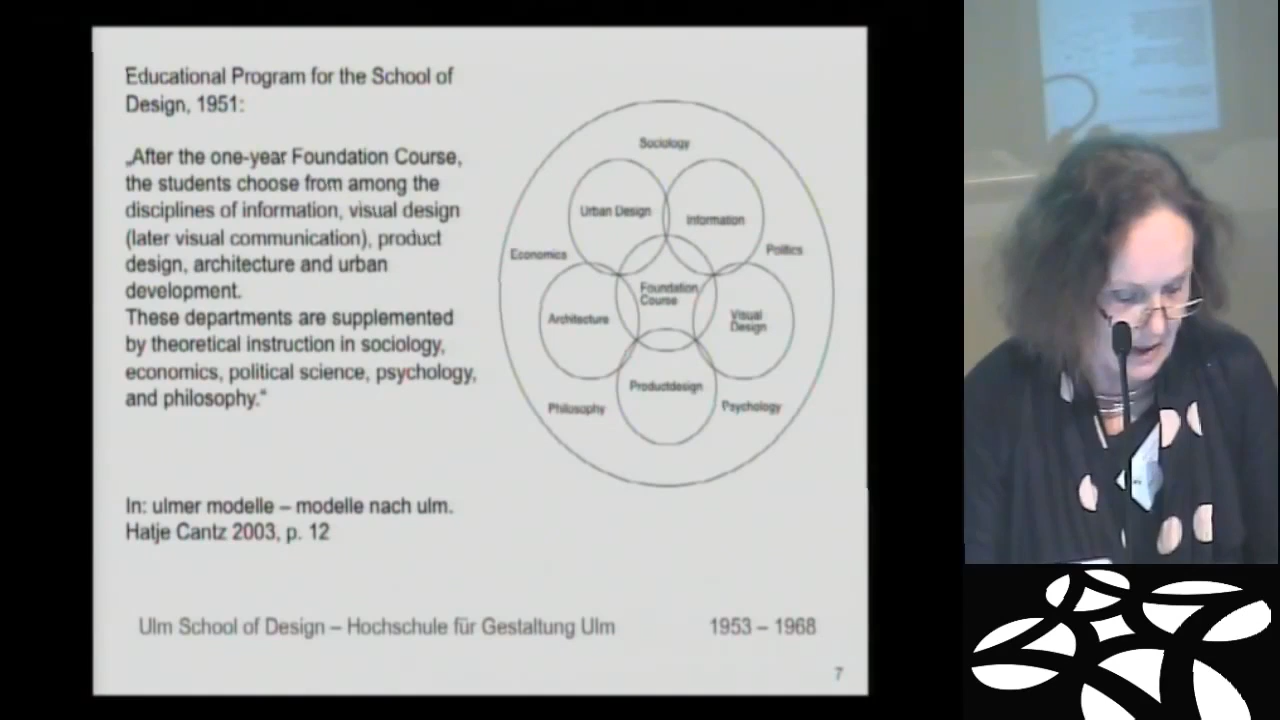 Educational Program for the School of
Design, 1951:
„After the one-year Foundation Course,
the students choose from among the
disciplines of information, visual design
(later visual communication), product
design, architecture and urban
development.
These departments are supplemented
by theoretical instruction in sociology,
economics, political science, psychology,
and philosophy.“
In: ulmer modelle – modelle nach ulm.
Hatje Cantz 2003, p. 12
Sociology
Urban Design
Information
Economics
Politics
Foundation
Course
Architecture
Visual
Design
Productdesign
Philosophy
Psychology
Ulm School of Design – Hochschule für Gestaltung Ulm
1953 – 1968
7